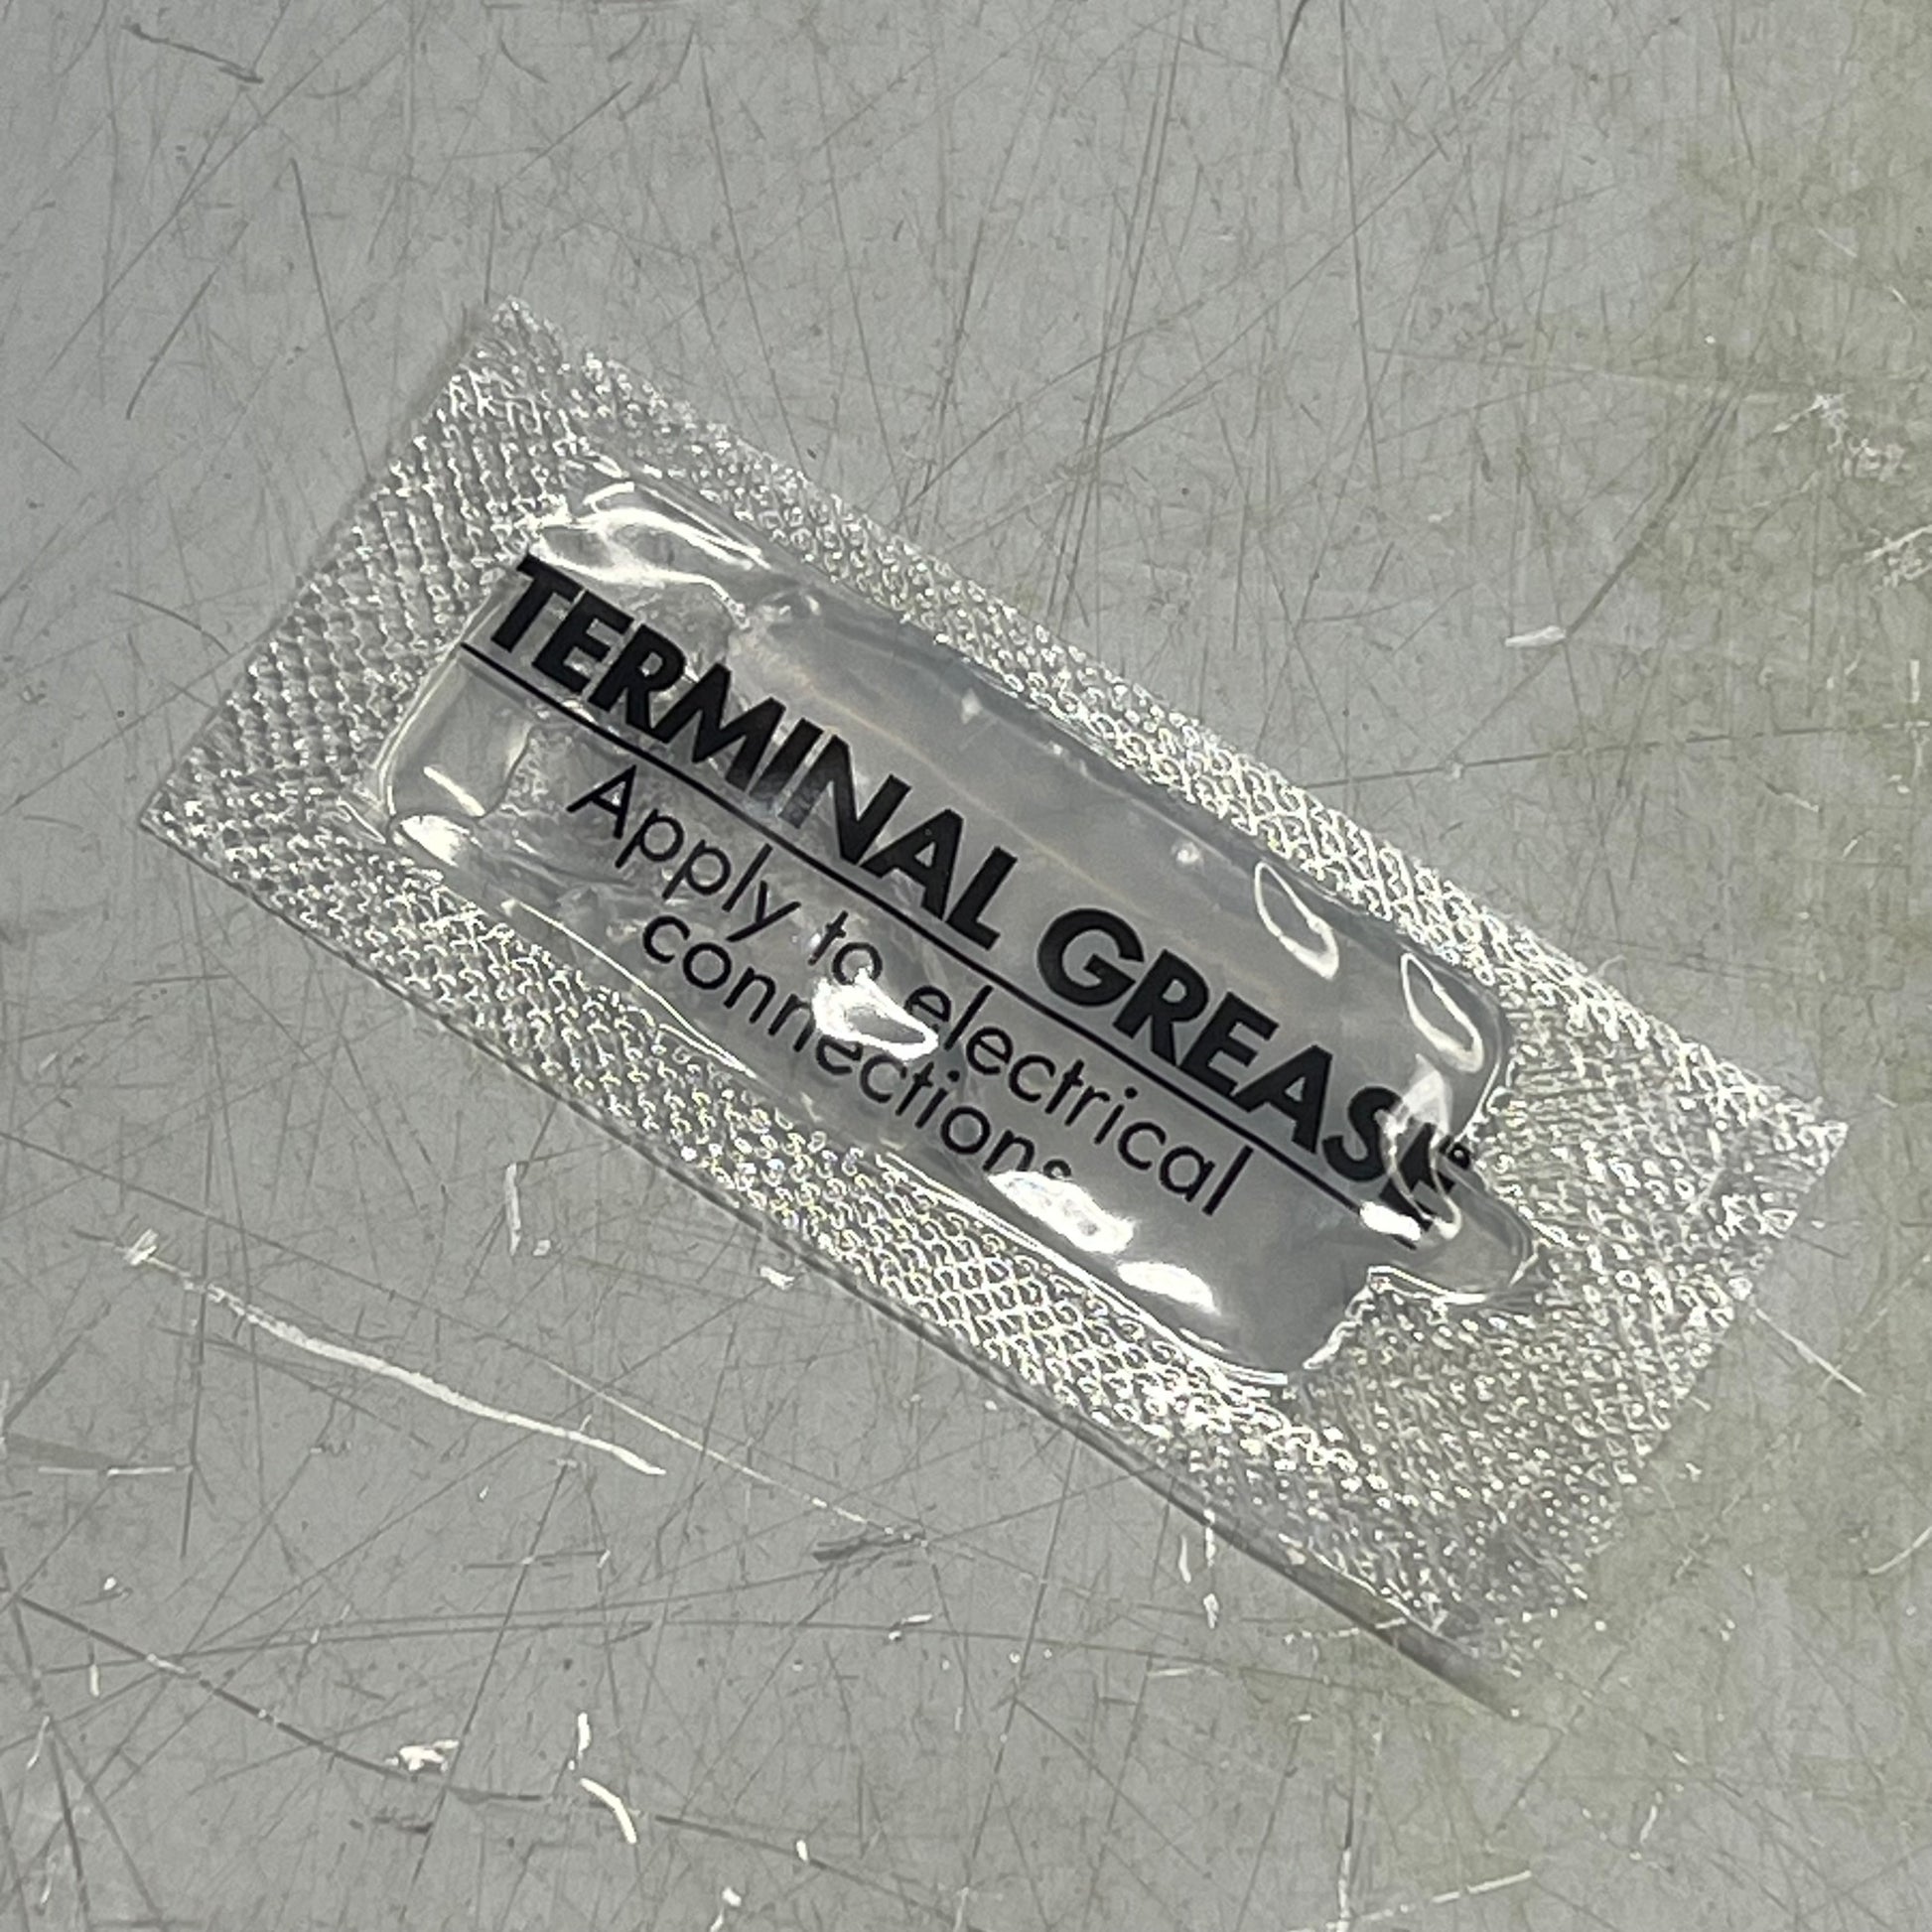 TERMINAL GREASE
Apply to electrical
connections